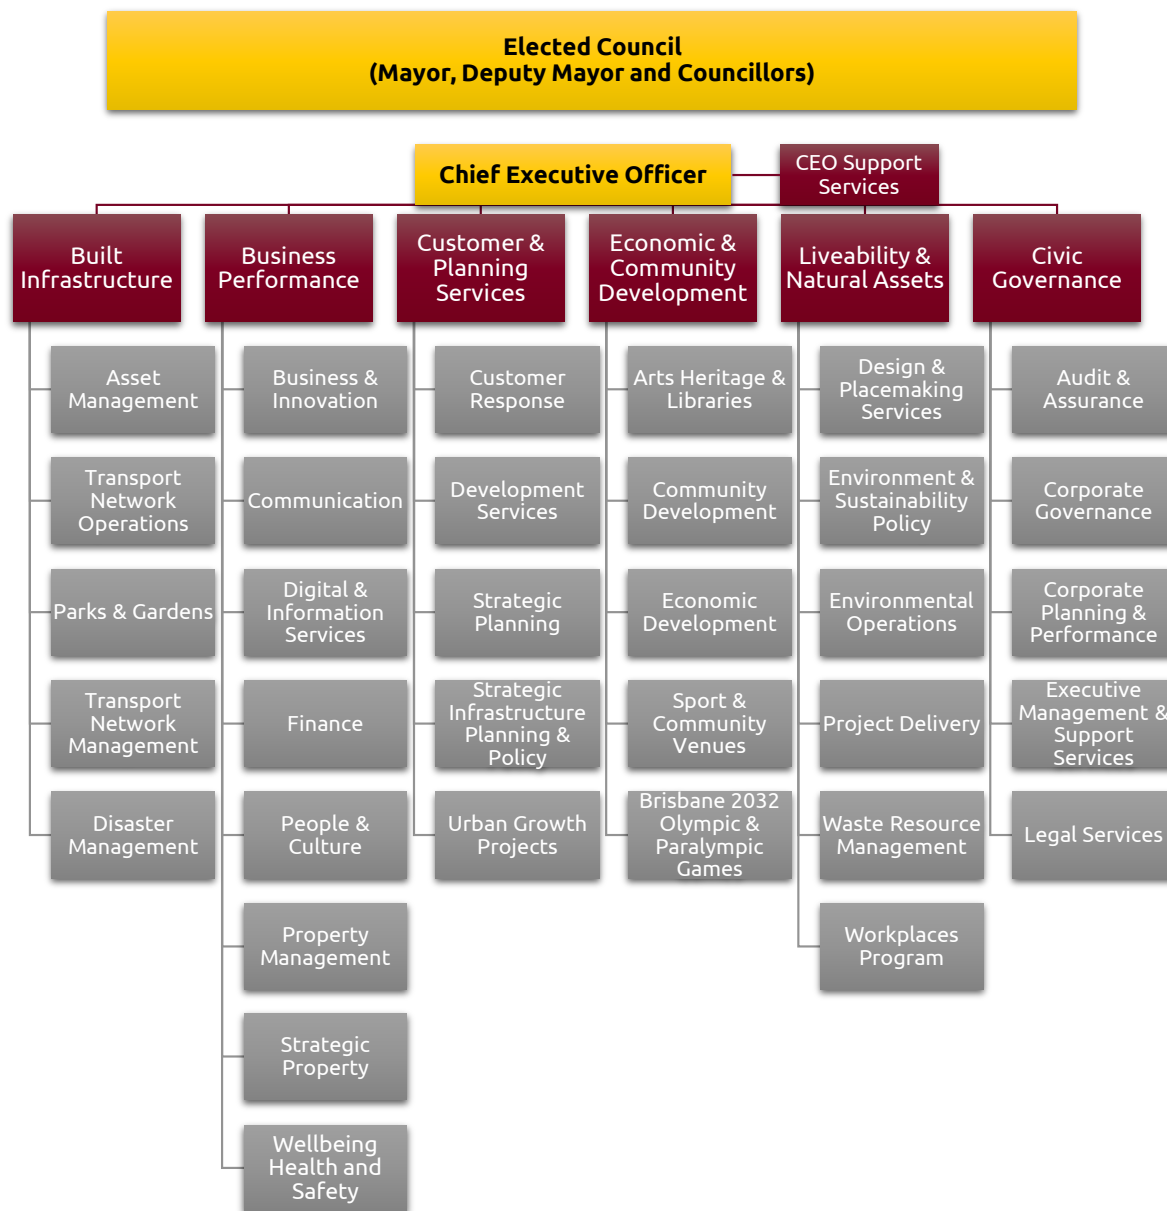 Elected Council
(Mayor, Deputy Mayor and Councillors)
Chief Executive Officer
CEO Support
Services
Built
Infrastructure
Business
Performance
Customer &
Planning
Services
Economic &
Community
Development
Liveability &
Natural Assets
Civic
Governance
Asset
Management
Transport
Network
Operations
Parks & Gardens
Transport
Network
Management
Disaster
Management
Business &
Innovation
Communication
Digital &
Information
Services
Finance
People &
Culture
Property
Management
Strategic
Property
Wellbeing
Health and
Safety
Customer
Response
Development
Services
Strategic
Planning
Strategic
Infrastructure
Planning &
Policy
Urban Growth
Projects
Arts Heritage &
Libraries
Community
Development
Economic
Development
Sport &
Community
Venues
Brisbane 2032
Olympic &
Paralympic
Games
Design &
Placemaking
Services
Environment &
Sustainability
Policy
Environmental
Operations
Project Delivery
Waste Resource
Management
Workplaces
Program
Audit &
Assurance
Corporate
Governance
Corporate
Planning &
Performance
Executive
Management &
Support
Services
Legal Services